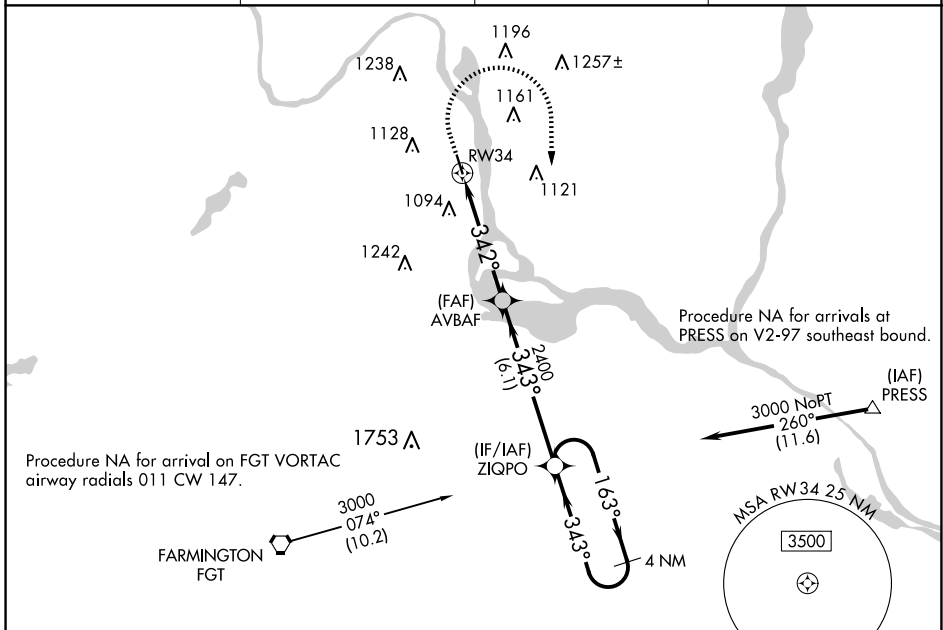 1196
1238
1257±
1161
1128
RW34
1121
1094
342°
1242
(FAF)
AVBAF
Procedure NA for arrivals at
PRESS on V2-97 southeast bound.
2400
343°
(6.1)
(IAF)
PRESS
3000 NoPT
260°
(11.6)
1753
(IF/IAF)
ZIQPO
Procedure NA for arrival on FGT VORTAC
airway radials 011 CW 147.
163°
MSA RW34 25 NM
3000
074°
(10.2)
343°
3500
FARMINGTON
FGT
4 NM